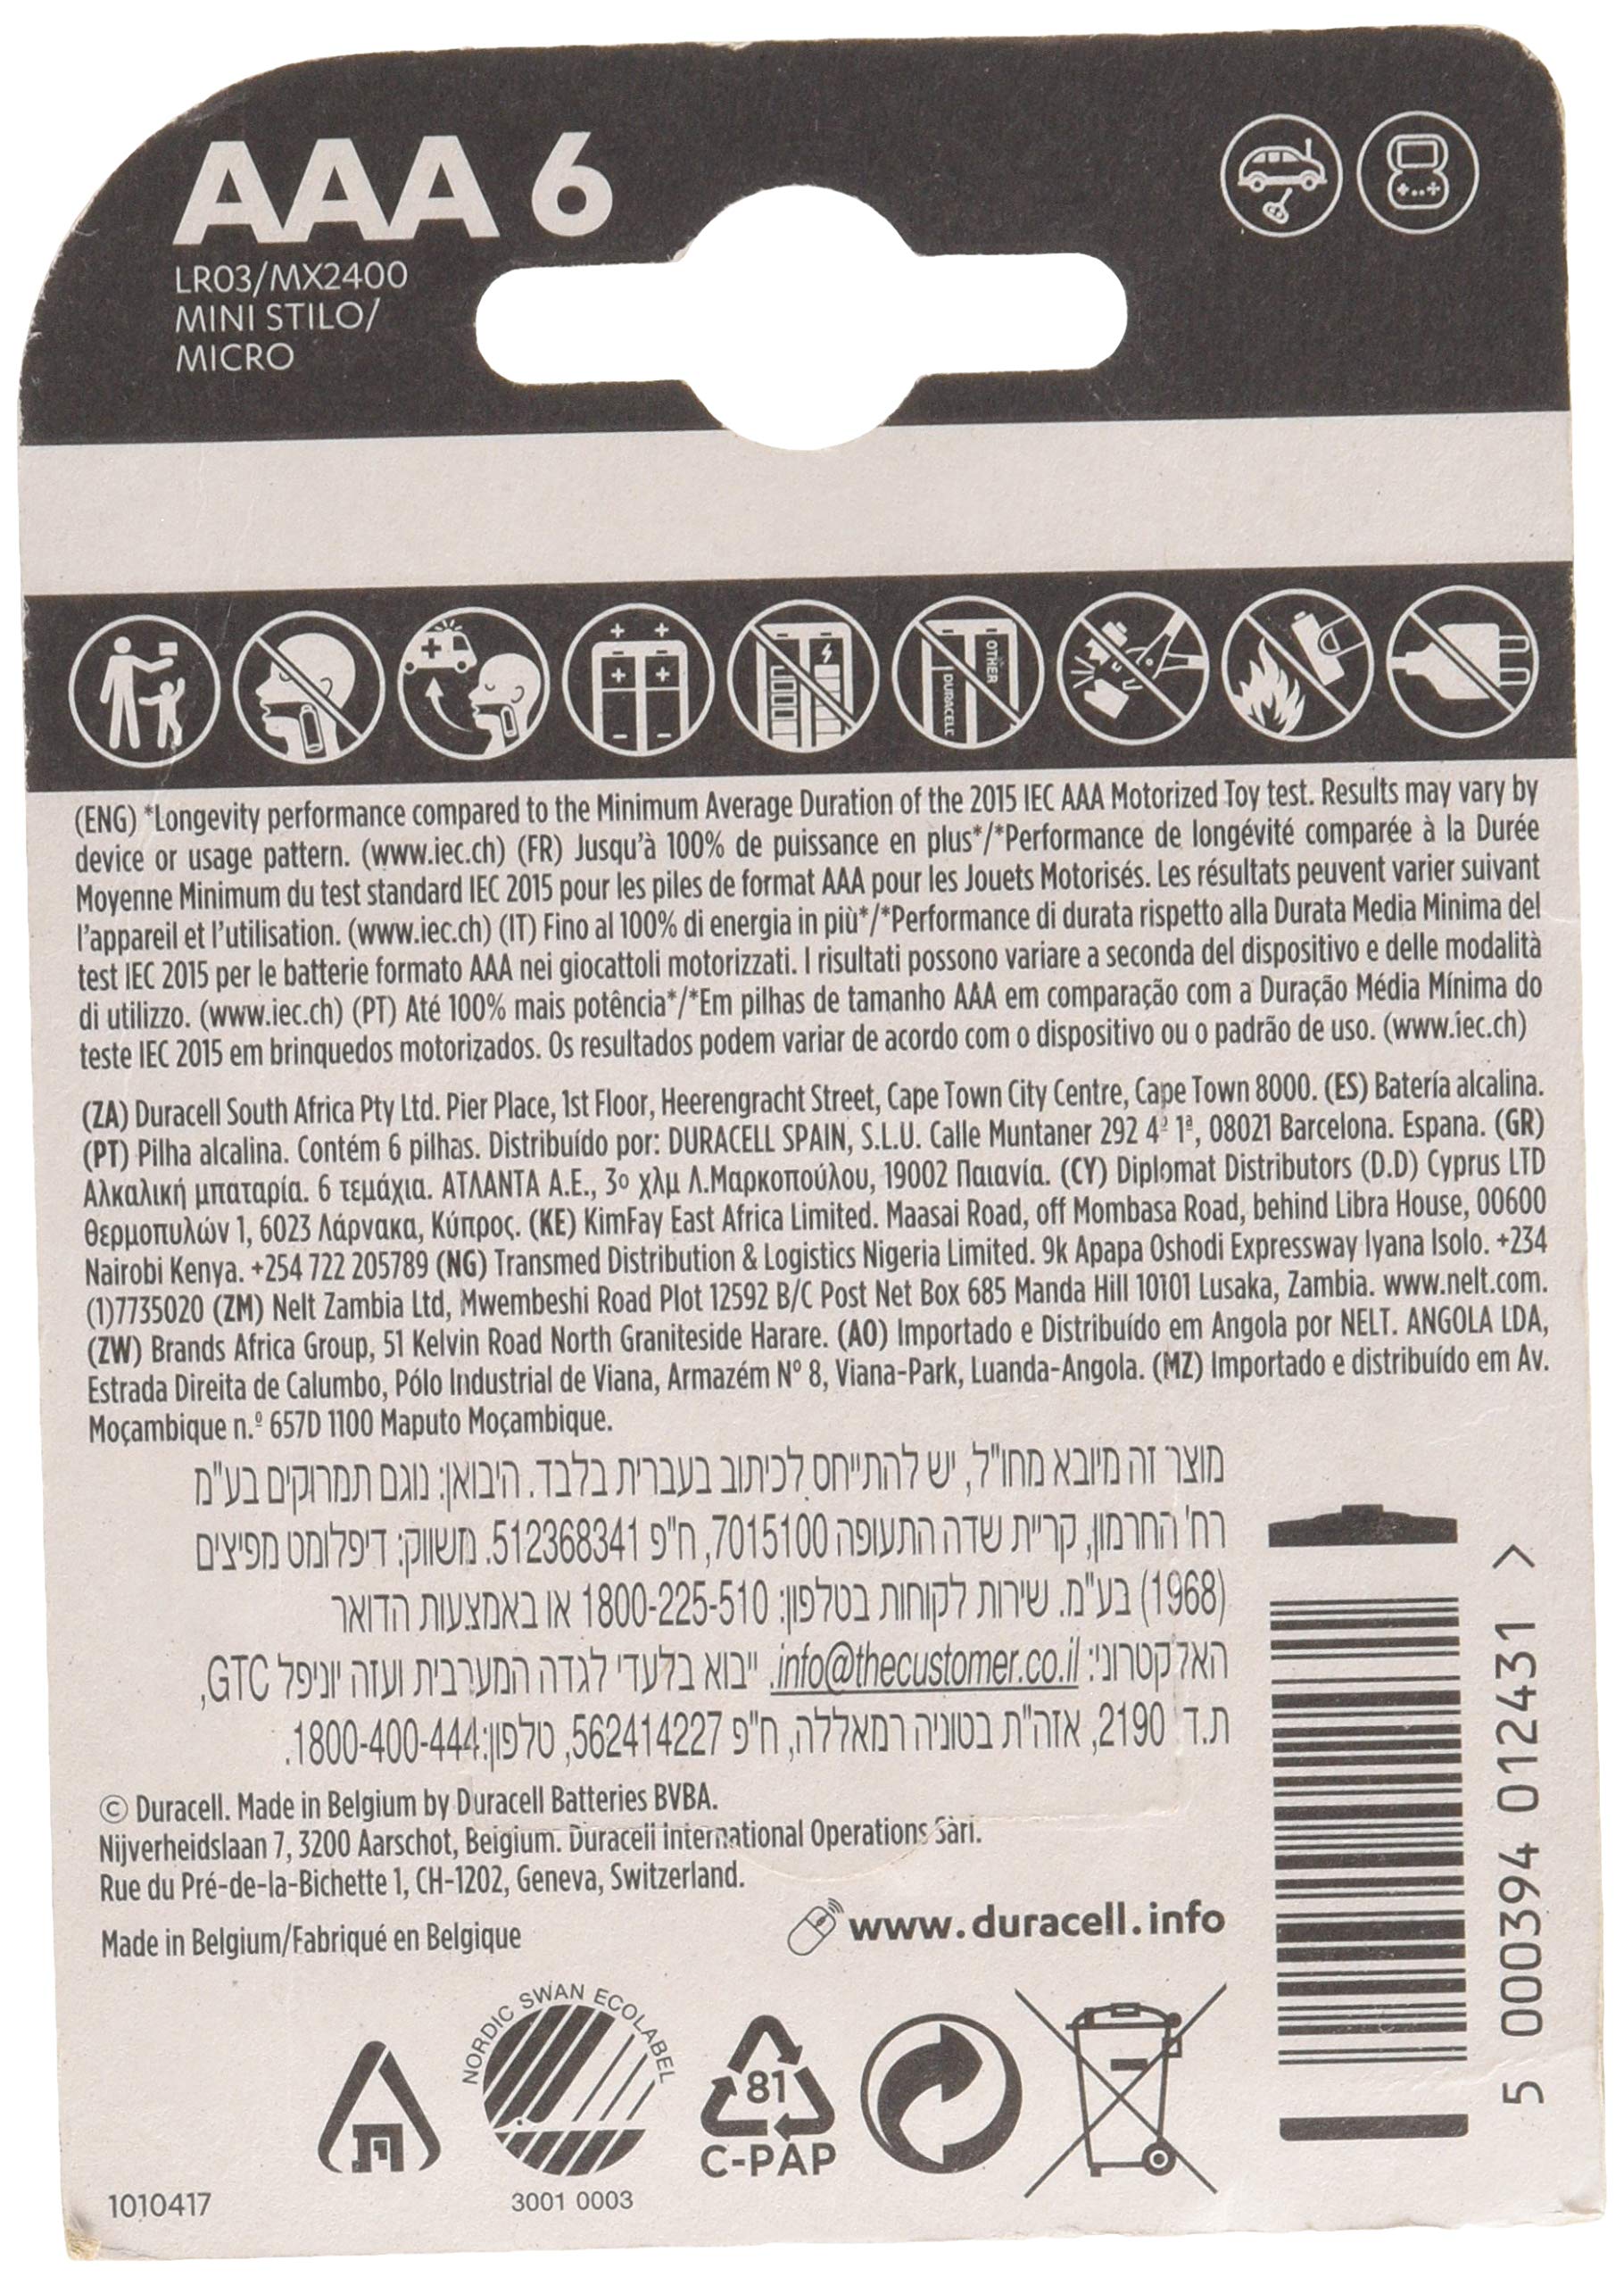 AAA 6
LR03/MX2400
MINI STILO/
MICRO
OTHER
DURACELL
(ENG) *Longevity performance compared to the Minimum Average Duration of the 2015 IEC AAA Motorized Toy test. Results may vary by
device or usage pattern. (www.iec.ch) (FR) Jusqu'à 100% de puissance en plus*/*Performance de longévité comparée à la Durée
Moyenne Minimum du test standard IEC 2015 pour les piles de format AAA pour les Jouets Motorisés. Les résultats peuvent varier suivant
l'appareil et l'utilisation. (www.iec.ch) (IT) Fino al 100% di energia in più*/*Performance di durata rispetto alla Durata Media Minima del
test IEC 2015 per le batterie formato AAA nei giocattoli motorizzati. I risultati possono variare a seconda del dispositivo e delle modalità
di utilizzo. (www.iec.ch) (PT) Até 100% mais potência*/*Em pilhas de tamanho AAA em comparação com a Duração Média Mínima do
teste IEC 2015 em brinquedos motorizados. Os resultados podem variar de acordo com o dispositivo ou o padrão de uso. (www.iec.ch)
(ZA) Duracell South Africa Pty Ltd. Pier Place, 1st Floor, Heerengracht Street, Cape Town City Centre, Cape Town 8000. (ES) Batería alcalina.
(PT) Pilha alcalina. Contém 6 pilhas. Distribuído por: DURACELL SPAIN, S.L.U. Calle Muntaner 292 4º 1ª, 08021 Barcelona. Espana. (GR)
Αλκαλική μπαταρία. 6 τεμάχια. ΑΤΛΑΝΤΑ Α.Ε., 3ο χλμ Λ.Μαρκοπούλου, 19002 Παιανία. (CY) Diplomat Distributors (D.D) Cyprus LTD
Θερμοπυλών 1, 6023 Λάρνακα, Κύπρος. (KE) KimFay East Africa Limited. Maasai Road, off Mombasa Road, behind Libra House, 00600
Nairobi Kenya. +254 722 205789 (NG) Transmed Distribution & Logistics Nigeria Limited. 9k Apapa Oshodi Expressway Iyana Isolo. +234
(1)7735020 (ZM) Nelt Zambia Ltd, Mwembeshi Road Plot 12592 B/C Post Net Box 685 Manda Hill 10101 Lusaka, Zambia. www.nelt.com.
(ZW) Brands Africa Group, 51 Kelvin Road North Graniteside Harare. (AO) Importado e Distribuído em Angola por NELT. ANGOLA LDA,
Estrada Direita de Calumbo, Pólo Industrial de Viana, Armazém Nº 8, Viana-Park, Luanda-Angola. (MZ) Importado e distribuído em Av.
Moçambique n.º 657D 1100 Maputo Moçambique.
מוצר זה מיובא מחו"ל, יש להתייחס לכיתוב בעברית בלבד. היבואן: נוגם תמרוקים בע"מ
רח' החרמון, קריית שדה התעופה 7015100, ח"פ 512368341. משווק: דיפלומט מפיצים
(1968) בע"מ. שירות לקוחות בטלפון: 1800-225-510 או באמצעות הדואר
האלקטרוני: info@thecustomer.co.il. "יבוא בלעדי לגדה המערבית ועזה יוניפל GTC,
ת.ד 2190, אזה"ת בטוניה רמאללה, ח"פ 562414227, טלפון:1800-400-444.
© Duracell. Made in Belgium by Duracell Batteries BVBA.
Nijverheidslaan 7, 3200 Aarschot, Belgium. Duracell International Operations Sàrl.
Rue du Pré-de-la-Bichette 1, CH-1202, Geneva, Switzerland.
www.duracell.info
Made in Belgium/Fabriqué en Belgique
5 000394 012431 >
NORDIC SWAN ECOLABEL
3001 0003
81
C-PAP
1010417